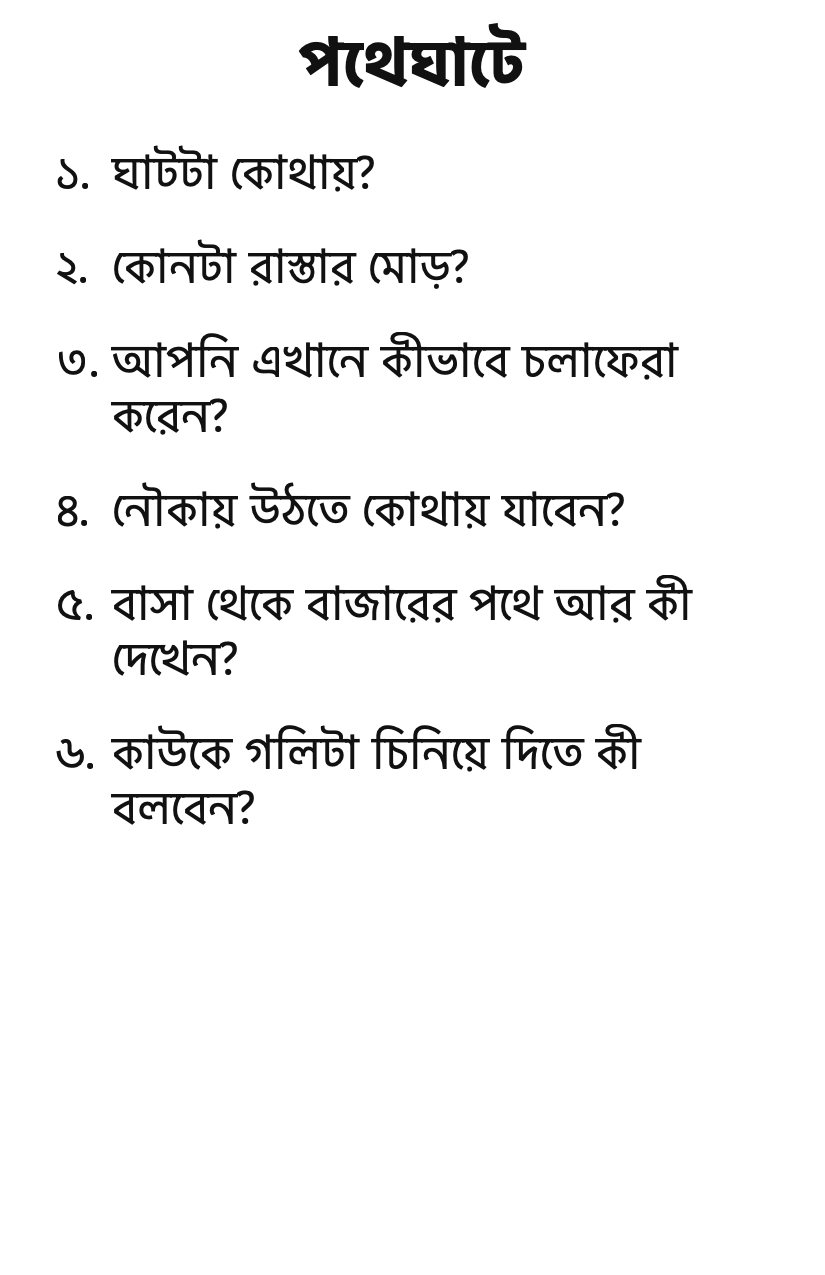 পথেঘাটে
১. ঘাটটা কোথায়?
২. কোনটা রাস্তার মোড়?
৩. আপনি এখানে কীভাবে চলাফেরা
করেন?
৪. নৌকায় উঠতে কোথায় যাবেন?
৫. বাসা থেকে বাজারের পথে আর কী
দেখেন?
৬. কাউকে গলিটা চিনিয়ে দিতে কী
বলবেন?